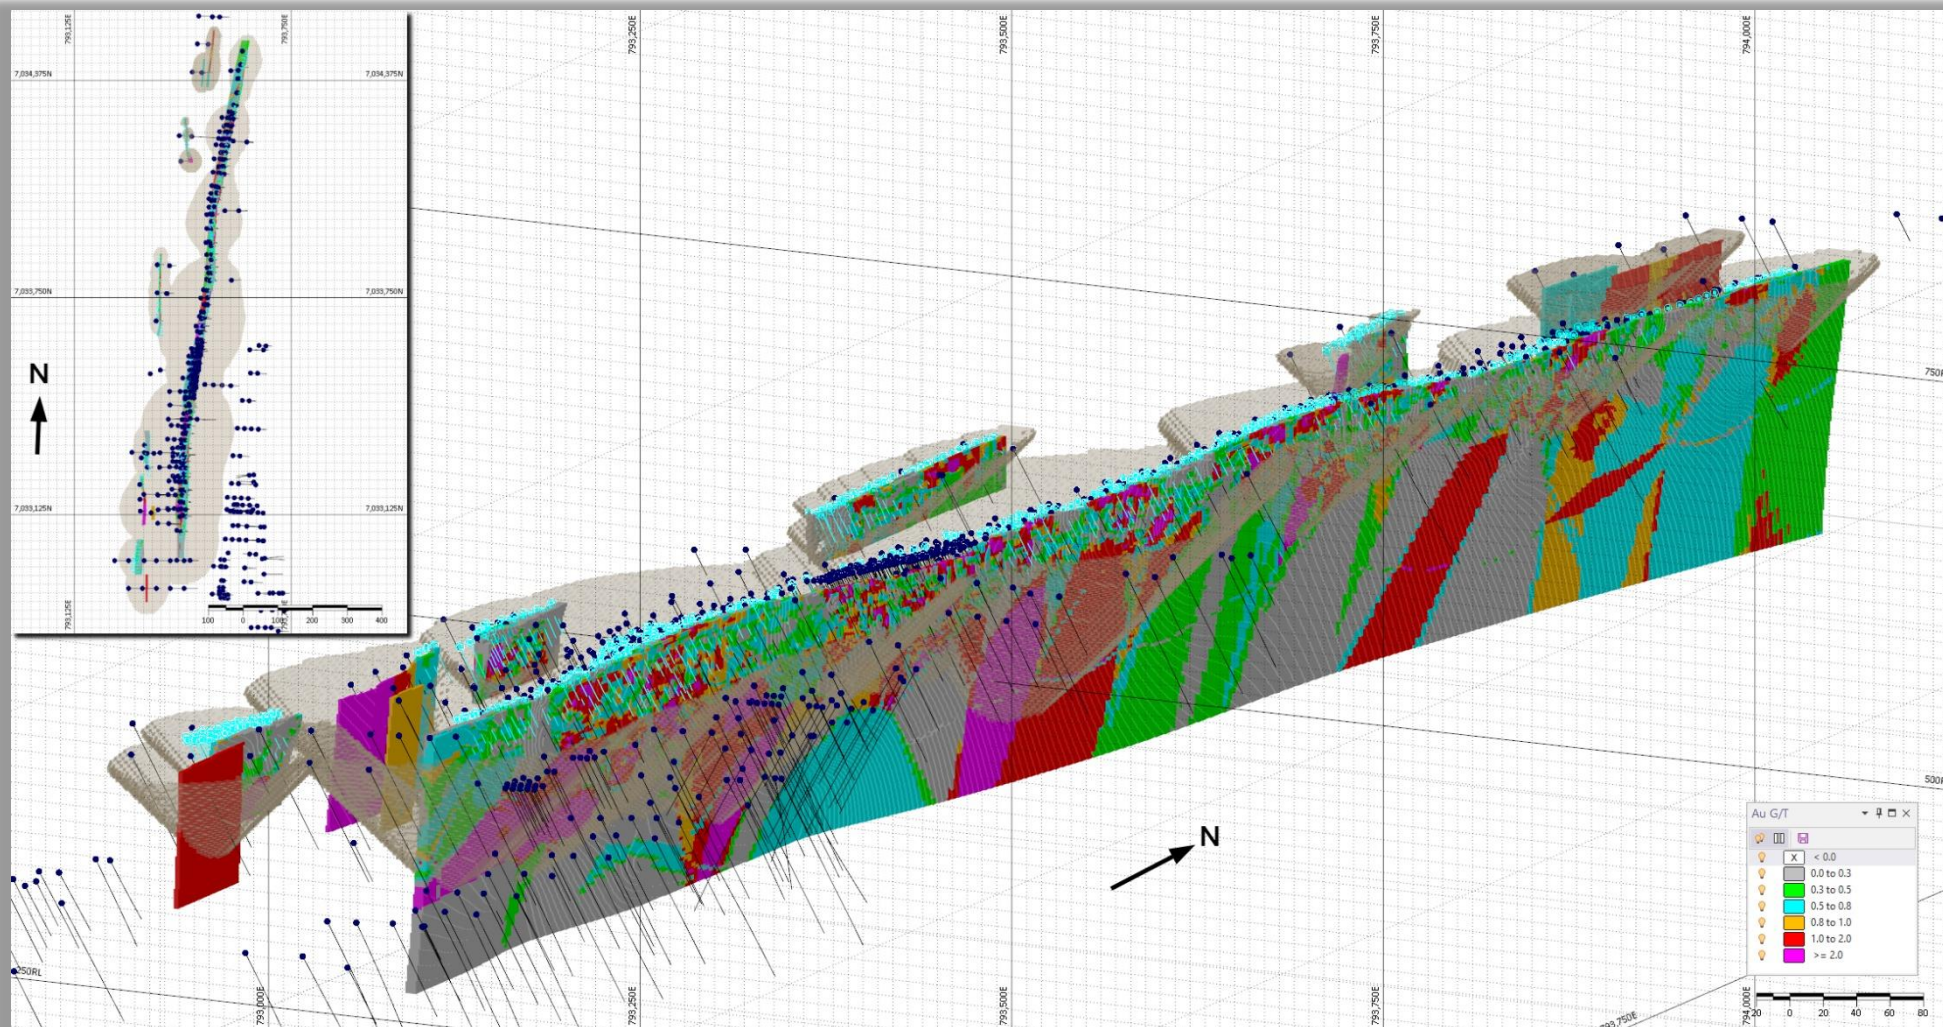 793,125E
793,750E
7,034,375N
7,034,375N
7,033,750N
7,033,750N
N
7,033,125N
7,033,125N
793,125E
100 0 100 200 300 400
793,250E
793,500E
793,750E
794,000E
750R
500R
N
Au G/T
X < 0.0
0.0 to 0.3
0.3 to 0.5
0.5 to 0.8
0.8 to 1.0
1.0 to 2.0
>= 2.0
250RL
793,000E
793,250E
793,500E
793,750E
793,750E
794,000E
20 0 20 40 60 80